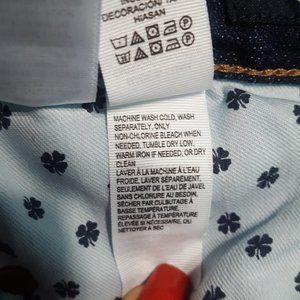 DECORACIÓN/
HIASAN
MACHINE WASH COLD, WASH
SEPARATELY, ONLY
NON-CHLORINE BLEACH WHEN
NEEDED, TUMBLE DRY LOW,
WARM IRON IF NEEDED, OR DRY
CLEAN
LAVER À LA MACHINE À L'EAU
FROIDE, LAVER SÉPARÉMENT,
SEULEMENT DE L'EAU DE JAVEL
SANS CHLORURE AU BESOIN,
SÉCHER PAR CULBUTAGE À
BASSE TEMPÉRATURE,
REPASSAGE À TEMPÉRATURE
ÉLEVÉE SI NÉCESSAIRE, OU
NETTOYAGE À SEC